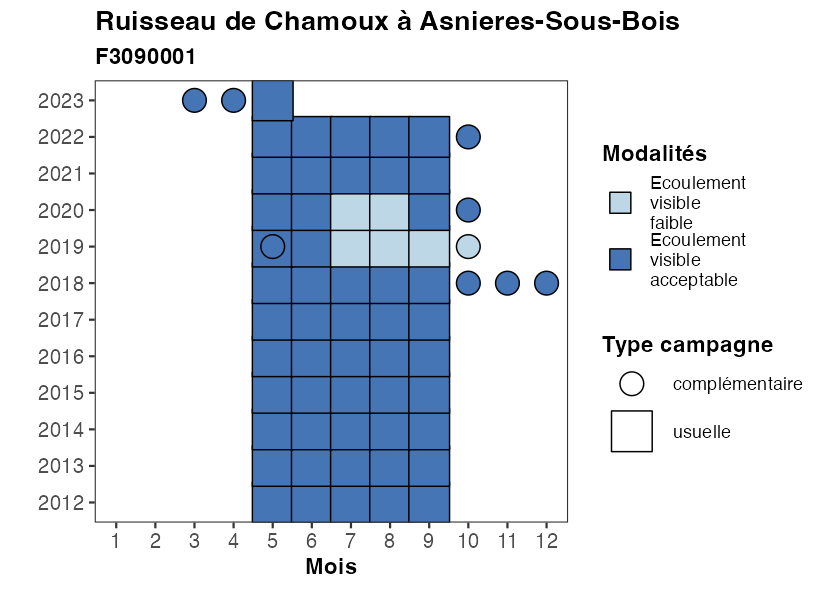 Ruisseau de Chamoux à Asnieres-Sous-Bois
F3090001
2023
2022
2021
2020
2019
2018
2017
2016
2015
2014
2013
2012
1 2 3 4 5 6 7 8 9 10 11 12
Mois
Modalités
Ecoulement
visible
faible
Ecoulement
visible
acceptable
Type campagne
complémentaire
usuelle